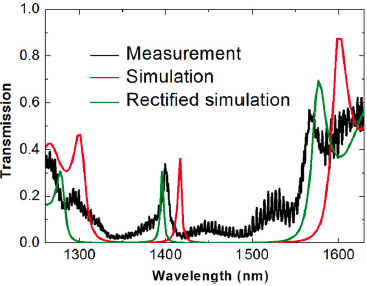 1.0
Measurement
0.8
Simulation
Rectified simulation
0.6
Transmission
0.4
0.2
0.0
1300 1400 1500 1600
Wavelength (nm)